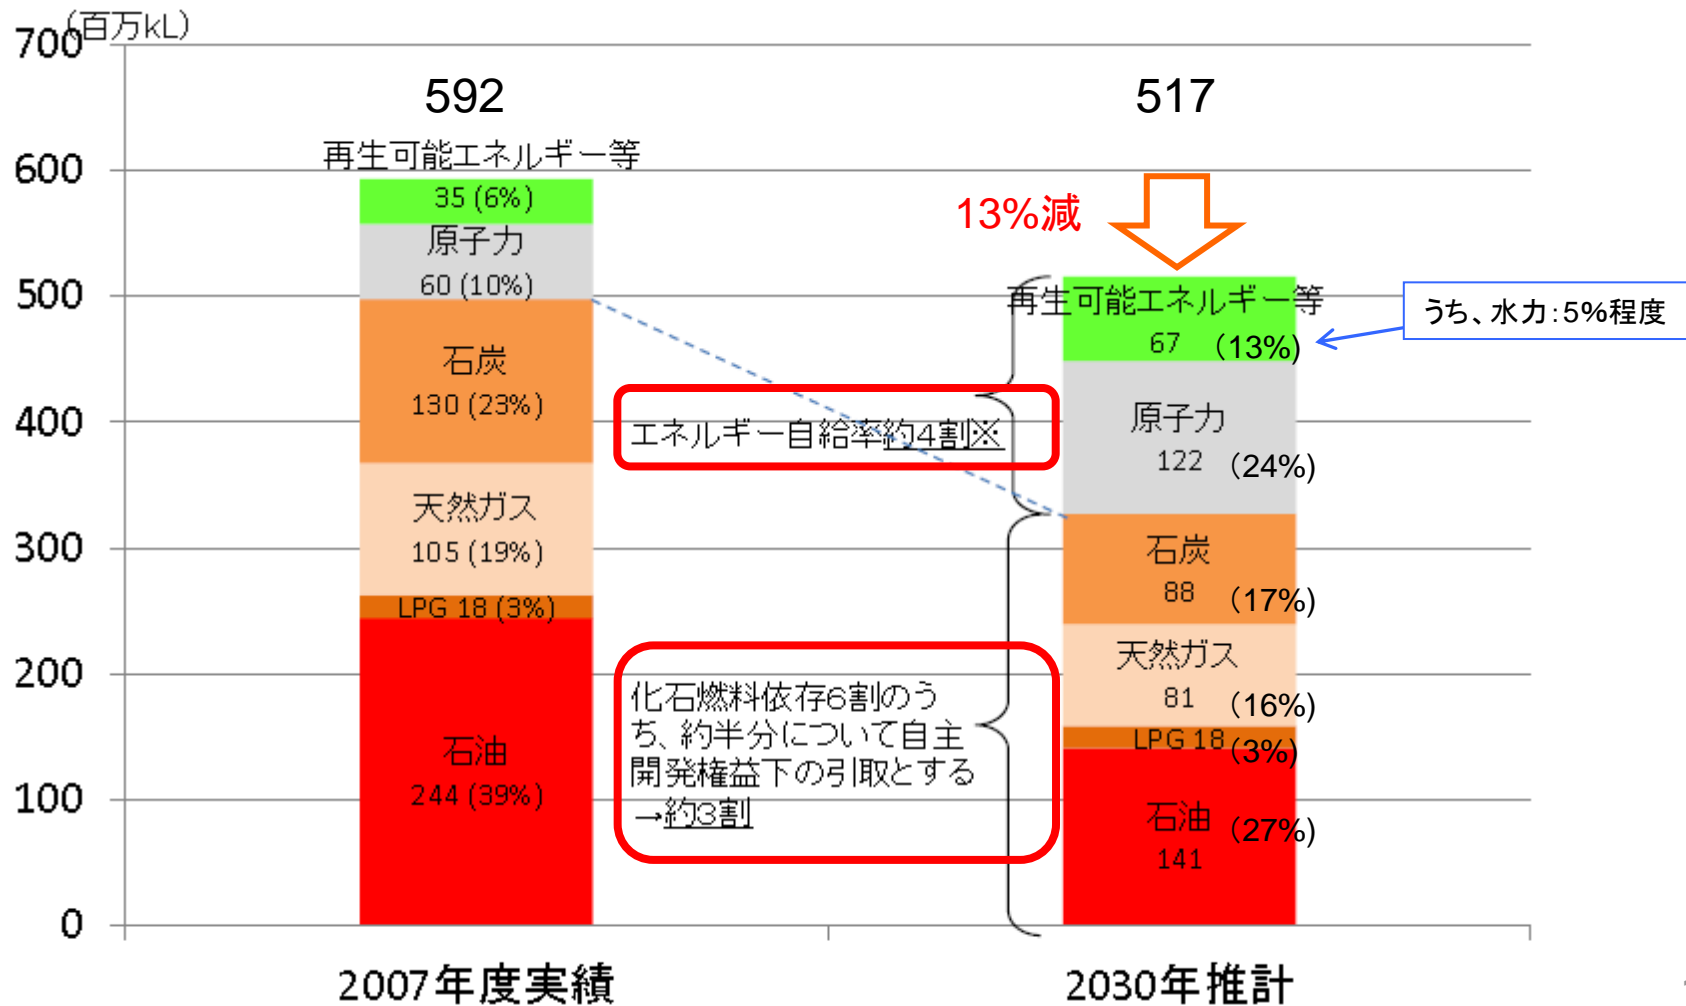 (百万kL)
700
600
500
400
300
200
100
0
592
再生可能エネルギー等
35 (6%)
原子力
60 (10%)
石炭
130 (23%)
天然ガス
105 (19%)
LPG 18 (3%)
石油
244 (39%)
2007年度実績
13%減
エネルギー自給率約4割※
化石燃料依存6割のう
ち、約半分について自主
開発権益下の引取とする
→約3割
517
再生可能エネルギー等
67 (13%)
うち、水力:5%程度
原子力
122 (24%)
石炭
88 (17%)
天然ガス
81 (16%)
LPG 18 (3%)
石油 (27%)
141
2030年推計